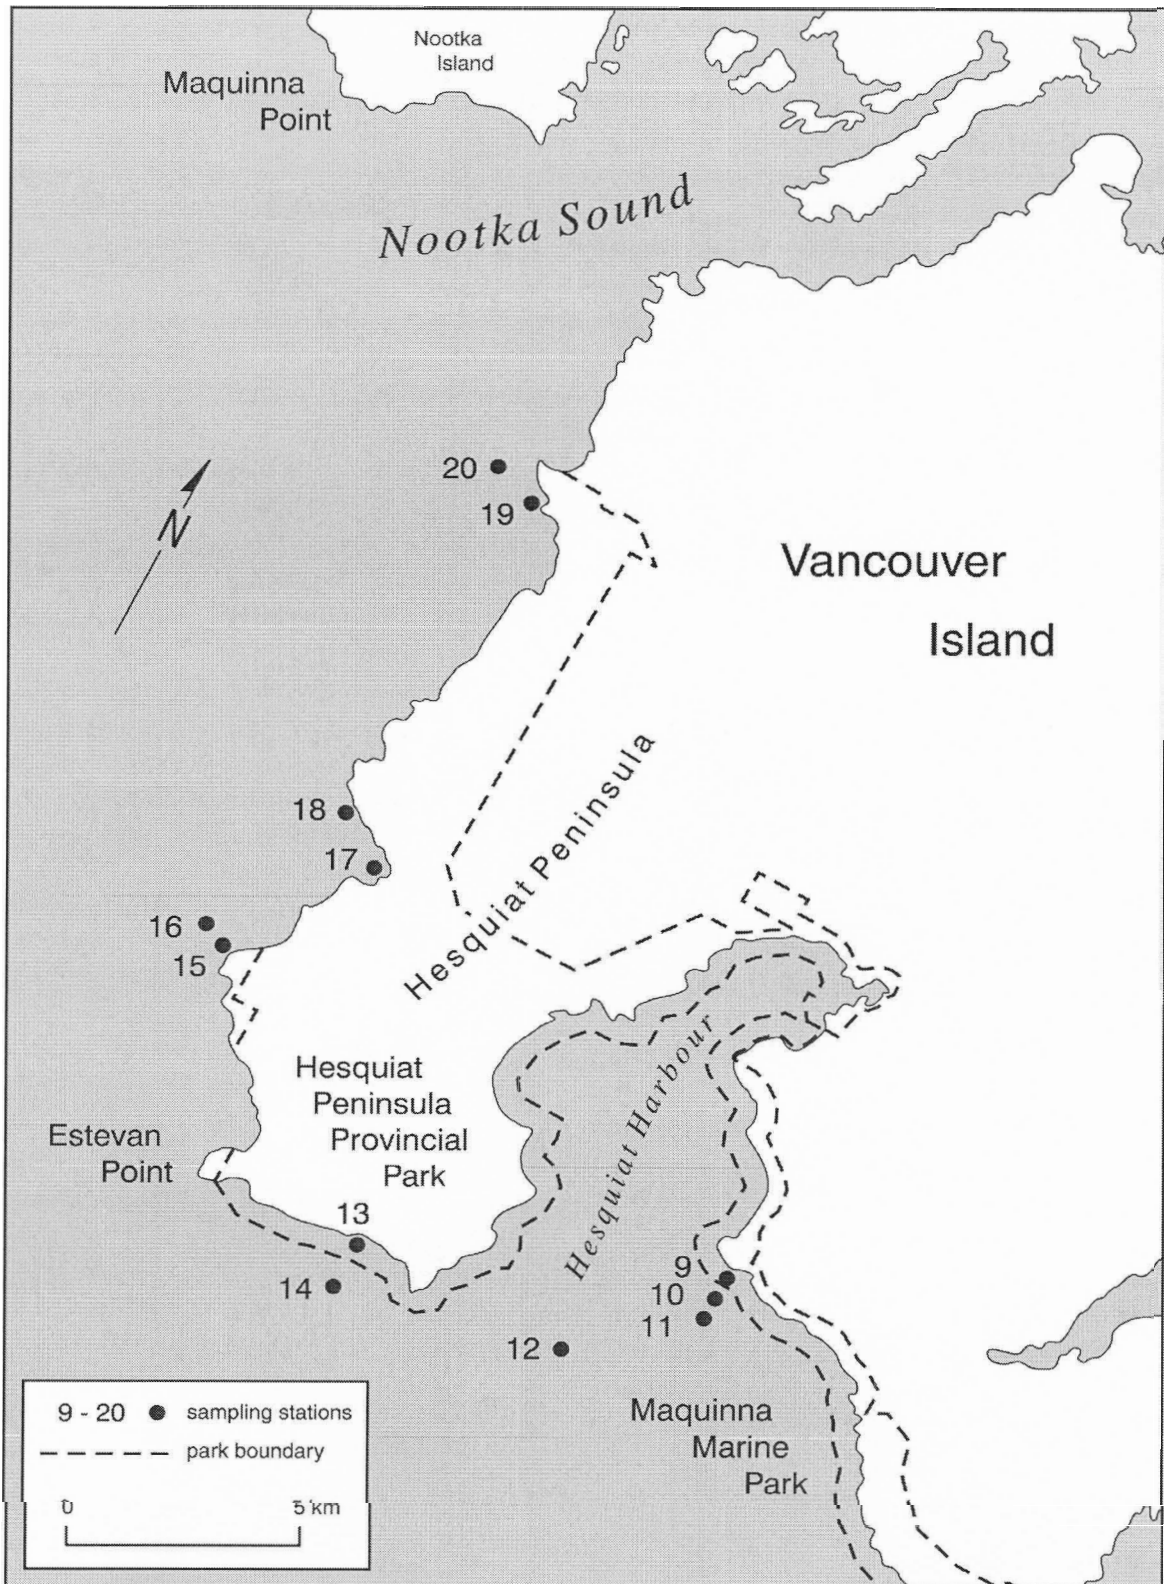 Nootka
Island
Maquinna
Point
Nootka Sound
N
20
19
Vancouver
Island
18
17
Hesquiat Peninsula
16
15
Hesquiat
Peninsula
Provincial
Park
Hesquiat Harbour
Estevan
Point
13
14
9
10
11
12
Maquinna
Marine
Park
9 - 20 sampling stations
park boundary
0 5 km